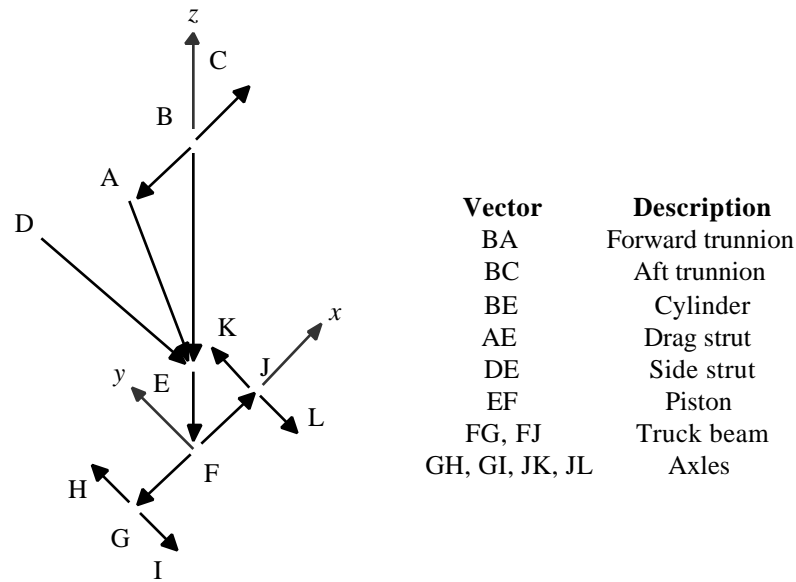 z
C
B
A
D
K
x
J
y
E
L
F
H
G
I
Vector Description
BA Forward trunnion
BC Aft trunnion
BE Cylinder
AE Drag strut
DE Side strut
EF Piston
FG, FJ Truck beam
GH, GI, JK, JL Axles